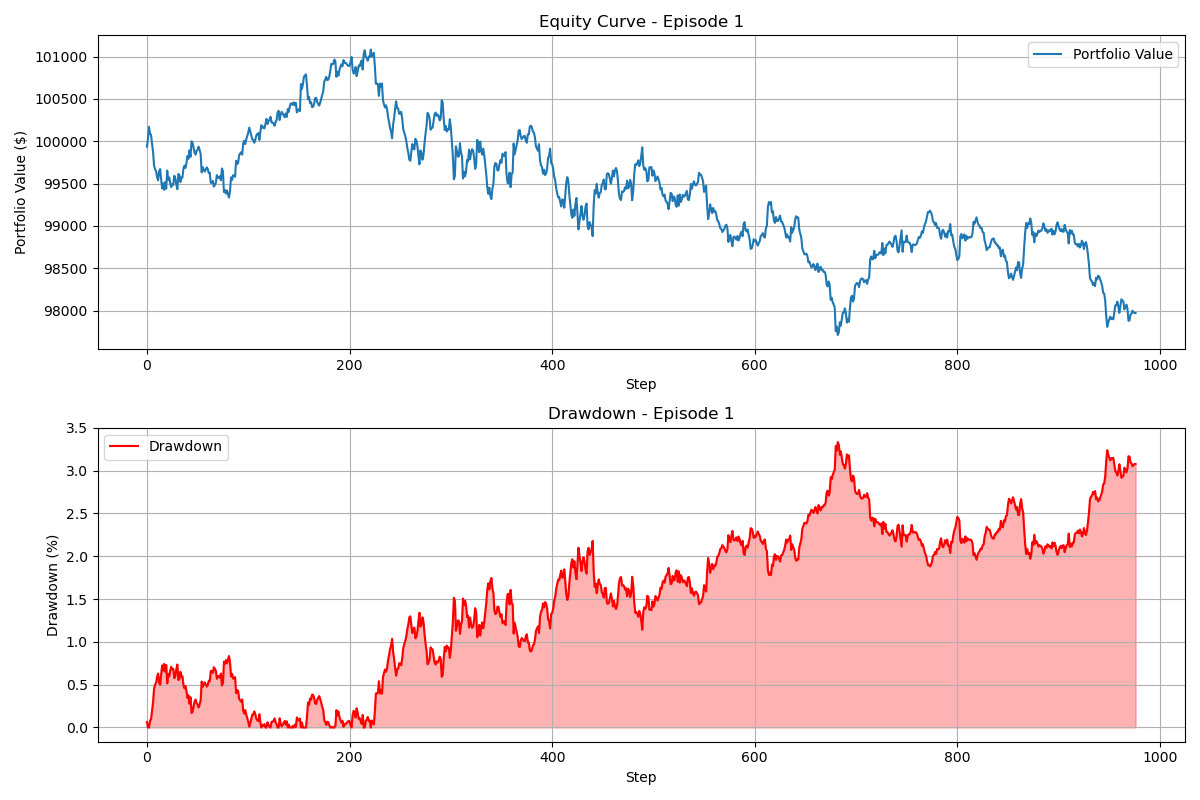 Equity Curve - Episode 1
Portfolio Value ($)
101000
100500
100000
99500
99000
98500
98000
Portfolio Value
0 200 400 600 800 1000
Step
Drawdown - Episode 1
Drawdown (%)
3.5
3.0
2.5
2.0
1.5
1.0
0.5
0.0
Drawdown
0 200 400 600 800 1000
Step